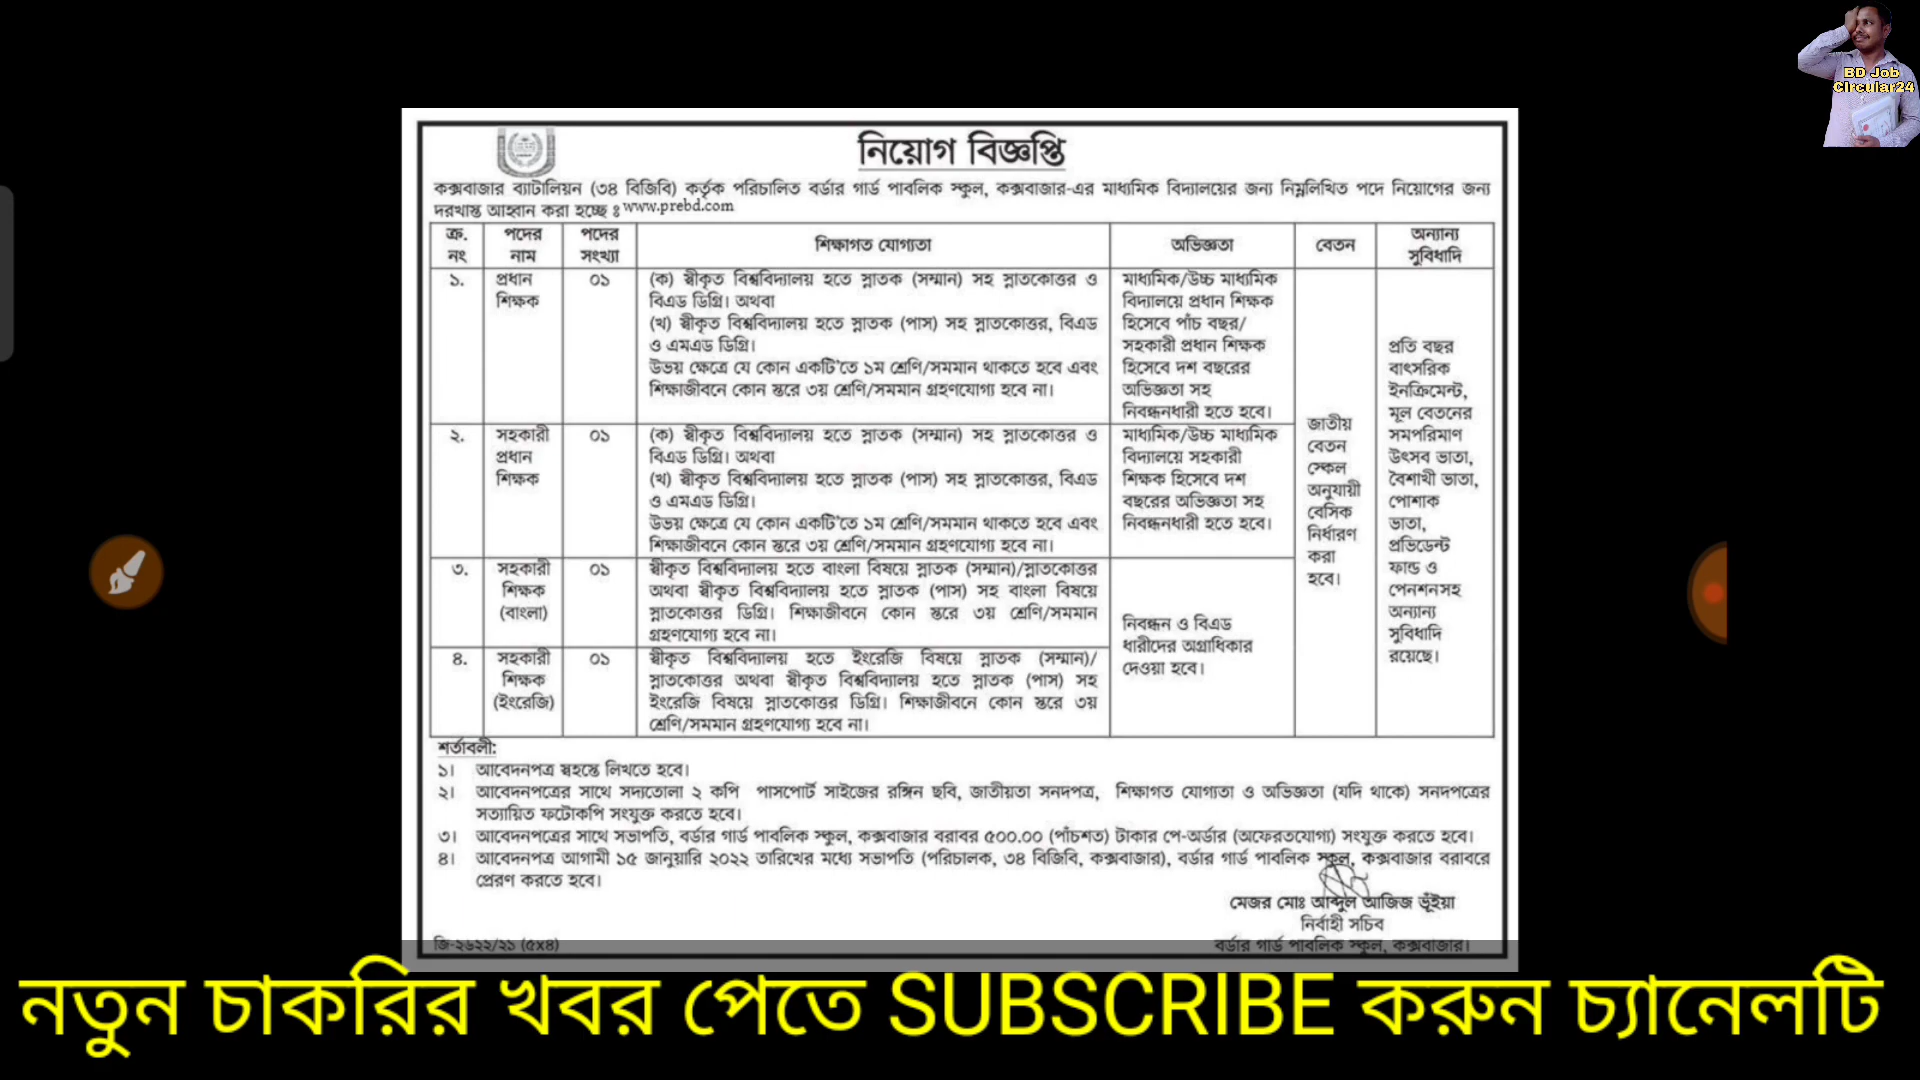 BD Job
Circular24
নিয়োগ বিজ্ঞপ্তি
কক্সবাজার ব্যাটালিয়ন (৩৪ বিজিবি) কর্তৃক পরিচালিত বর্ডার গার্ড পাবলিক স্কুল, কক্সবাজার-এর মাধ্যমিক বিদ্যালয়ের জন্য নিম্নলিখিত পদে নিয়োগের জন্য
দরখাস্ত আহ্বান করা হচ্ছে ঃ www.prebd.com
ক্র. নং
পদের নাম
পদের সংখ্যা
শিক্ষাগত যোগ্যতা
অভিজ্ঞতা
বেতন
অন্যান্য সুবিধাদি
১.
প্রধান
শিক্ষক
০১
(ক) স্বীকৃত বিশ্ববিদ্যালয় হতে স্নাতক (সম্মান) সহ স্নাতকোত্তর ও
বিএড ডিগ্রি। অথবা
(খ) স্বীকৃত বিশ্ববিদ্যালয় হতে স্নাতক (পাস) সহ স্নাতকোত্তর, বিএড
ও এমএড ডিগ্রি।
উভয় ক্ষেত্রে যে কোন একটি'তে ১ম শ্রেণি/সমমান থাকতে হবে এবং
শিক্ষাজীবনে কোন স্তরে ৩য় শ্রেণি/সমমান গ্রহণযোগ্য হবে না।
মাধ্যমিক/উচ্চ মাধ্যমিক
বিদ্যালয়ে প্রধান শিক্ষক
হিসেবে পাঁচ বছর/
সহকারী প্রধান শিক্ষক
হিসেবে দশ বছরের
অভিজ্ঞতা সহ
নিবন্ধনধারী হতে হবে।
২.
সহকারী
প্রধান
শিক্ষক
০১
(ক) স্বীকৃত বিশ্ববিদ্যালয় হতে স্নাতক (সম্মান) সহ স্নাতকোত্তর ও
বিএড ডিগ্রি। অথবা
(খ) স্বীকৃত বিশ্ববিদ্যালয় হতে স্নাতক (পাস) সহ স্নাতকোত্তর, বিএড
ও এমএড ডিগ্রি।
উভয় ক্ষেত্রে যে কোন একটি'তে ১ম শ্রেণি/সমমান থাকতে হবে এবং
শিক্ষাজীবনে কোন স্তরে ৩য় শ্রেণি/সমমান গ্রহণযোগ্য হবে না।
মাধ্যমিক/উচ্চ মাধ্যমিক
বিদ্যালয়ে সহকারী
শিক্ষক হিসেবে দশ
বছরের অভিজ্ঞতা সহ
নিবন্ধনধারী হতে হবে।
৩.
সহকারী
শিক্ষক
(বাংলা)
০১
স্বীকৃত বিশ্ববিদ্যালয় হতে বাংলা বিষয়ে স্নাতক (সম্মান)/স্নাতকোত্তর
অথবা স্বীকৃত বিশ্ববিদ্যালয় হতে স্নাতক (পাস) সহ বাংলা বিষয়ে
স্নাতকোত্তর ডিগ্রি। শিক্ষাজীবনে কোন স্তরে ৩য় শ্রেণি/সমমান
গ্রহণযোগ্য হবে না।
৪.
সহকারী
শিক্ষক
(ইংরেজি)
০১
স্বীকৃত বিশ্ববিদ্যালয় হতে ইংরেজি বিষয়ে স্নাতক (সম্মান)/
স্নাতকোত্তর অথবা স্বীকৃত বিশ্ববিদ্যালয় হতে স্নাতক (পাস) সহ
ইংরেজি বিষয়ে স্নাতকোত্তর ডিগ্রি। শিক্ষাজীবনে কোন স্তরে ৩য়
শ্রেণি/সমমান গ্রহণযোগ্য হবে না।
নিবন্ধন ও বিএড
ধারীদের অগ্রাধিকার
দেওয়া হবে।
জাতীয়
বেতন
স্কেল
অনুযায়ী
বেসিক
নির্ধারণ
করা
হবে।
প্রতি বছর
বাৎসরিক
ইনক্রিমেন্ট,
মূল বেতনের
সমপরিমাণ
উৎসব ভাতা,
বৈশাখী ভাতা,
পোশাক
ভাতা,
প্রভিডেন্ট
ফান্ড ও
পেনশনসহ
অন্যান্য
সুবিধাদি
রয়েছে।
শর্তাবলী:
১। আবেদনপত্র স্বহস্তে লিখতে হবে।
২। আবেদনপত্রের সাথে সদ্যতোলা ২ কপি পাসপোর্ট সাইজের রঙ্গিন ছবি, জাতীয়তা সনদপত্র, শিক্ষাগত যোগ্যতা ও অভিজ্ঞতা (যদি থাকে) সনদপত্রের
সত্যায়িত ফটোকপি সংযুক্ত করতে হবে।
৩। আবেদনপত্রের সাথে সভাপতি, বর্ডার গার্ড পাবলিক স্কুল, কক্সবাজার বরাবর ৫০০.০০ (পাঁচশত) টাকার পে-অর্ডার (অফেরতযোগ্য) সংযুক্ত করতে হবে।
৪। আবেদনপত্র আগামী ১৫ জানুয়ারি ২০২২ তারিখের মধ্যে সভাপতি (পরিচালক, ৩৪ বিজিবি, কক্সবাজার), বর্ডার গার্ড পাবলিক স্কুল, কক্সবাজার বরাবরে
প্রেরণ করতে হবে।
মেজর মোঃ আব্দুল আজিজ ভূঁইয়া
নির্বাহী সচিব
বর্ডার গার্ড পাবলিক স্কুল, কক্সবাজার।
জি-২৬২২/২১ (৫x৪)
নতুন চাকরির খবর পেতে SUBSCRIBE করুন চ্যানেলটি